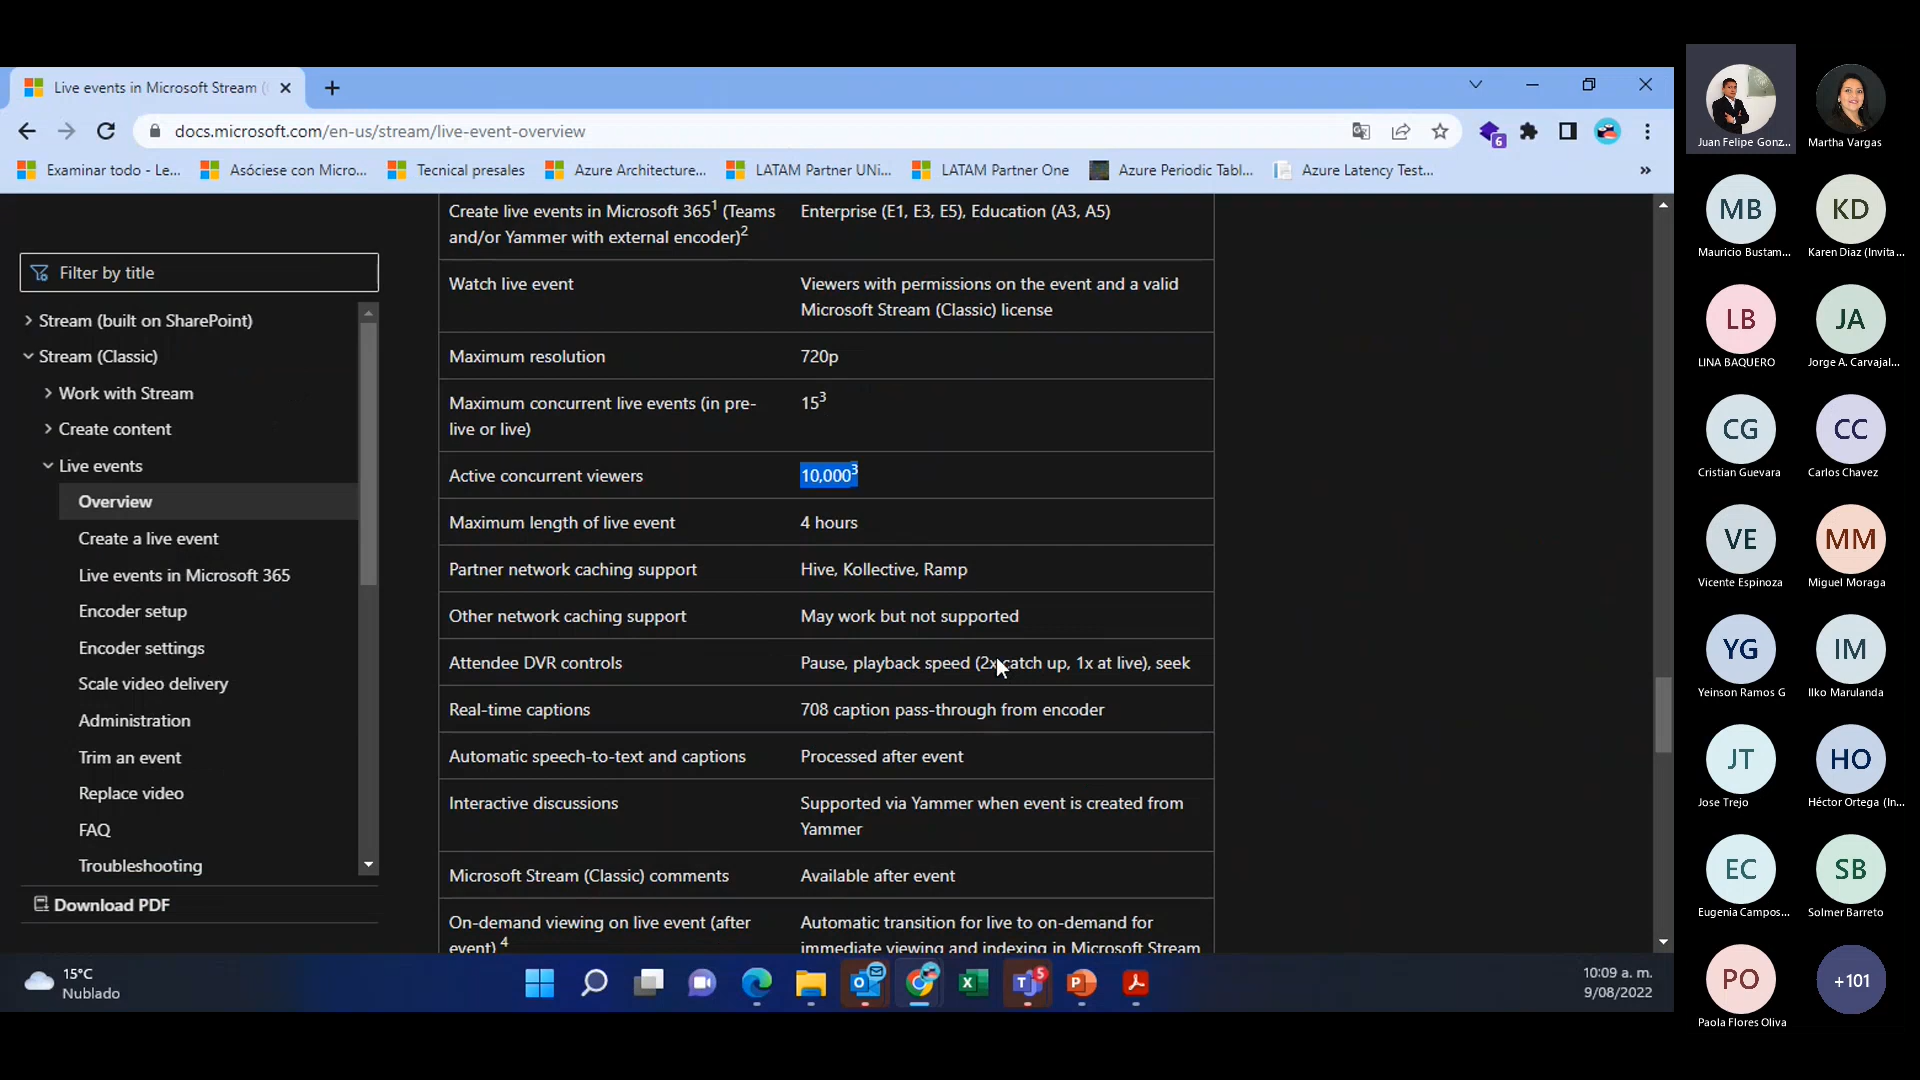 Live events in Microsoft Stream (
docs.microsoft.com/en-us/stream/live-event-overview
6
Examinar todo - Le...
Asóciese con Micro...
Tecnical presales
Azure Architecture...
LATAM Partner UNi...
LATAM Partner One
Azure Periodic Tabl...
Azure Latency Test...
»
Filter by title
Stream (built on SharePoint)
Stream (Classic)
Work with Stream
Create content
Live events
Overview
Create a live event
Live events in Microsoft 365
Encoder setup
Encoder settings
Scale video delivery
Administration
Trim an event
Replace video
FAQ
Troubleshooting
Download PDF
Create live events in Microsoft 365¹ (Teams
and/or Yammer with external encoder)²
Enterprise (E1, E3, E5), Education (A3, A5)
Watch live event
Viewers with permissions on the event and a valid
Microsoft Stream (Classic) license
Maximum resolution
720p
Maximum concurrent live events (in pre-
live or live)
15³
Active concurrent viewers
10,000³
Maximum length of live event
4 hours
Partner network caching support
Hive, Kollective, Ramp
Other network caching support
May work but not supported
Attendee DVR controls
Pause, playback speed (2x catch up, 1x at live), seek
Real-time captions
708 caption pass-through from encoder
Automatic speech-to-text and captions
Processed after event
Interactive discussions
Supported via Yammer when event is created from
Yammer
Microsoft Stream (Classic) comments
Available after event
On-demand viewing on live event (after
event) ⁴
Automatic transition for live to on-demand for
immediate viewing and indexing in Microsoft Stream
15°C
Nublado
5
10:09 a. m.
9/08/2022
Juan Felipe Gonz...
Martha Vargas
MB
Mauricio Bustam...
KD
Karen Diaz (Invita...
LB
LINA BAQUERO
JA
Jorge A. Carvajal...
CG
Cristian Guevara
CC
Carlos Chavez
VE
Vicente Espinoza
MM
Miguel Moraga
YG
Yeinson Ramos G
IM
Ilko Marulanda
JT
Jose Trejo
HO
Héctor Ortega (In...
EC
Eugenia Campos...
SB
Solmer Barreto
PO
Paola Flores Oliva
+101